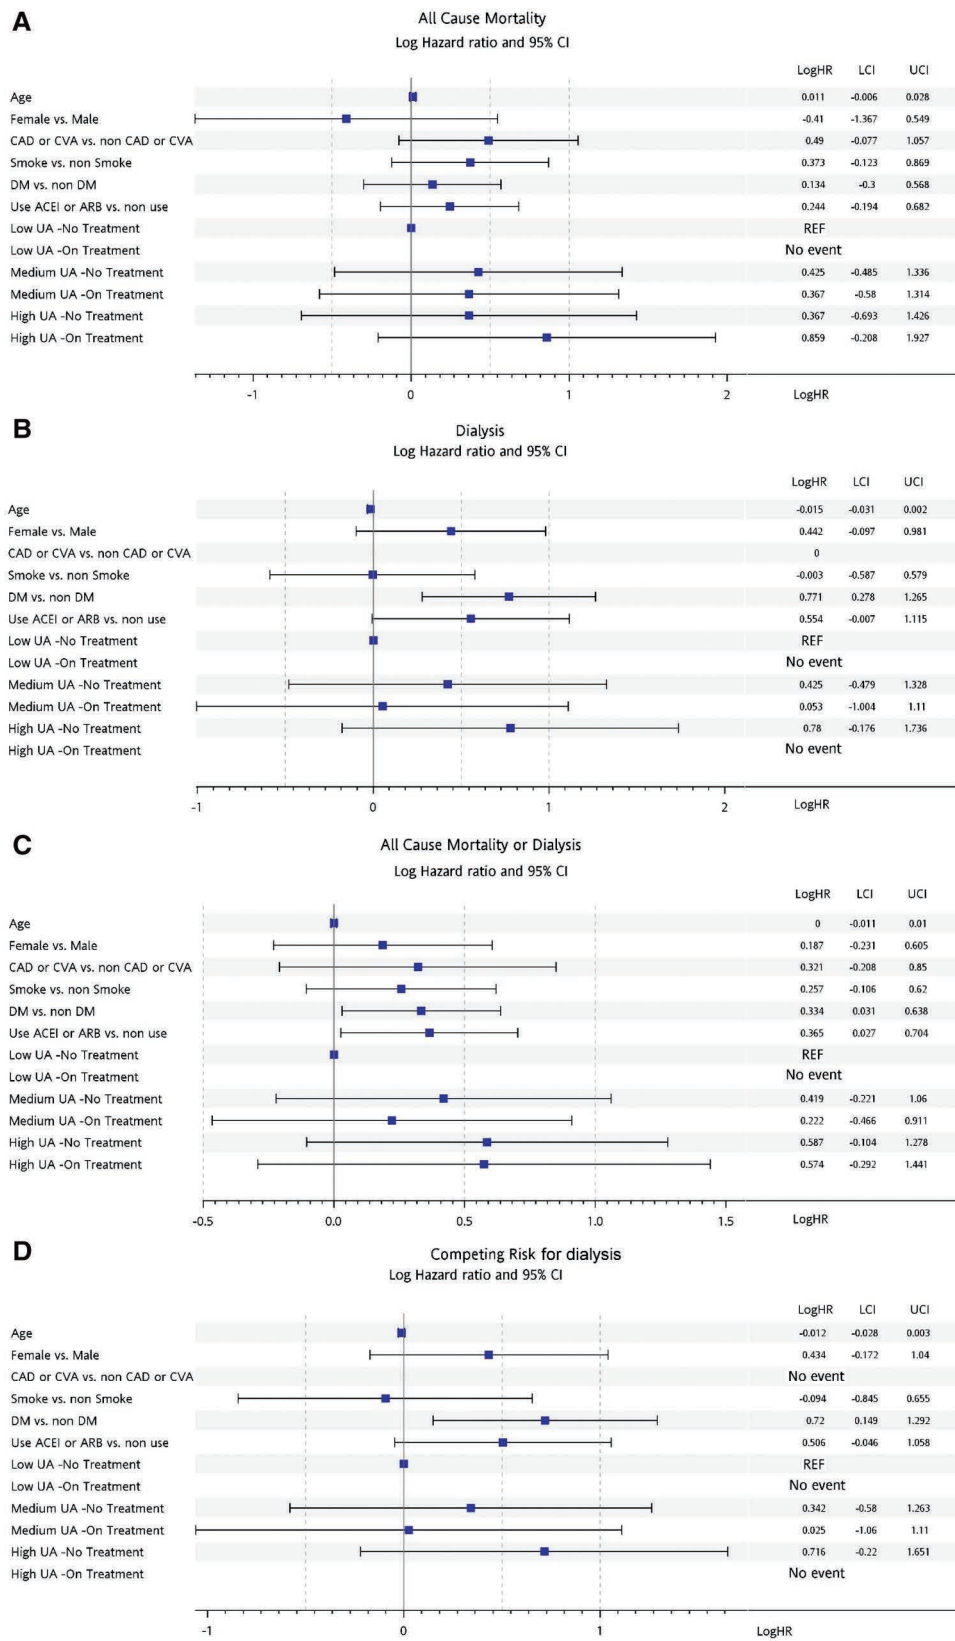 A
All Cause Mortality
Log Hazard ratio and 95% CI
LogHR LCI UCI
Age 0.011 -0.006 0.028
Female vs. Male -0.41 -1.367 0.549
CAD or CVA vs. non CAD or CVA 0.49 -0.077 1.057
Smoke vs. non Smoke 0.373 -0.123 0.869
DM vs. non DM 0.134 -0.3 0.568
Use ACEI or ARB vs. non use 0.244 -0.194 0.682
Low UA -No Treatment REF
Low UA -On Treatment No event
Medium UA -No Treatment 0.425 -0.485 1.336
Medium UA -On Treatment 0.367 -0.58 1.314
High UA -No Treatment 0.367 -0.693 1.426
High UA -On Treatment 0.859 -0.208 1.927
-1 0 1 2 LogHR
B
Dialysis
Log Hazard ratio and 95% CI
LogHR LCI UCI
Age -0.015 -0.031 0.002
Female vs. Male 0.442 -0.097 0.981
CAD or CVA vs. non CAD or CVA 0
Smoke vs. non Smoke -0.003 -0.587 0.579
DM vs. non DM 0.771 0.278 1.265
Use ACEI or ARB vs. non use 0.554 -0.007 1.115
Low UA -No Treatment REF
Low UA -On Treatment No event
Medium UA -No Treatment 0.425 -0.479 1.328
Medium UA -On Treatment 0.053 -1.004 1.11
High UA -No Treatment 0.78 -0.176 1.736
High UA -On Treatment No event
-1 0 1 2 LogHR
C
All Cause Mortality or Dialysis
Log Hazard ratio and 95% CI
LogHR LCI UCI
Age 0 -0.011 0.01
Female vs. Male 0.187 -0.231 0.605
CAD or CVA vs. non CAD or CVA 0.321 -0.208 0.85
Smoke vs. non Smoke 0.257 -0.106 0.62
DM vs. non DM 0.334 0.031 0.638
Use ACEI or ARB vs. non use 0.365 0.027 0.704
Low UA -No Treatment REF
Low UA -On Treatment No event
Medium UA -No Treatment 0.419 -0.221 1.06
Medium UA -On Treatment 0.222 -0.466 0.911
High UA -No Treatment 0.587 -0.104 1.278
High UA -On Treatment 0.574 -0.292 1.441
-0.5 0.0 0.5 1.0 1.5 LogHR
D
Competing Risk for dialysis
Log Hazard ratio and 95% CI
LogHR LCI UCI
Age -0.012 -0.028 0.003
Female vs. Male 0.434 -0.172 1.04
CAD or CVA vs. non CAD or CVA No event
Smoke vs. non Smoke -0.094 -0.845 0.655
DM vs. non DM 0.72 0.149 1.292
Use ACEI or ARB vs. non use 0.506 -0.046 1.058
Low UA -No Treatment REF
Low UA -On Treatment No event
Medium UA -No Treatment 0.342 -0.58 1.263
Medium UA -On Treatment 0.025 -1.06 1.11
High UA -No Treatment 0.716 -0.22 1.651
High UA -On Treatment No event
-1 0 1 LogHR